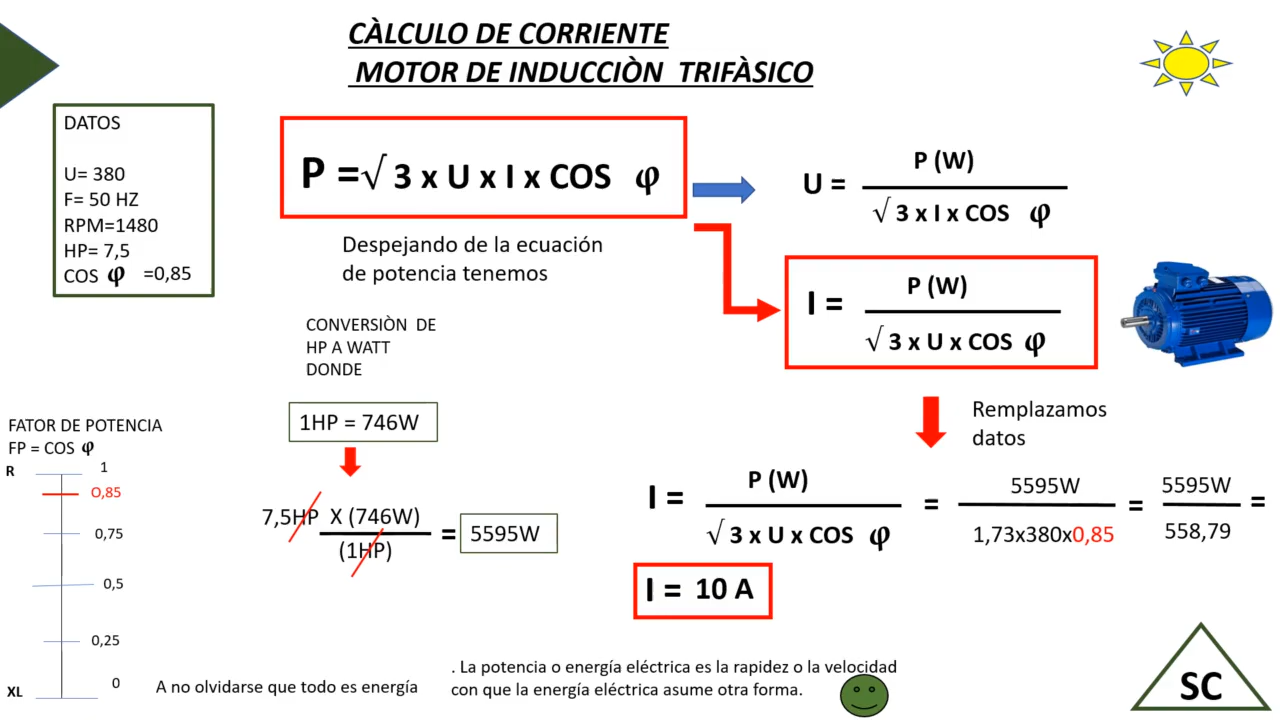 CÀLCULO DE CORRIENTE
MOTOR DE INDUCCIÒN TRIFÀSICO
DATOS
U= 380
F= 50 HZ
RPM=1480
HP= 7,5
COS φ =0,85
P =√ 3 x U x I x COS φ
Despejando de la ecuación
de potencia tenemos
U =
P (W)
√ 3 x I x COS φ
I =
P (W)
√ 3 x U x COS φ
CONVERSIÒN DE
HP A WATT
DONDE
1HP = 746W
7,5HP X (746W)
(1HP)
= 5595W
Remplazamos
datos
I =
P (W)
√ 3 x U x COS φ
=
5595W
1,73x380x0,85
=
5595W
558,79
=
I = 10 A
FATOR DE POTENCIA
FP = COS φ
R 1
O,85
0,75
0,5
0,25
XL 0
A no olvidarse que todo es energía
. La potencia o energía eléctrica es la rapidez o la velocidad
con que la energía eléctrica asume otra forma.
SC